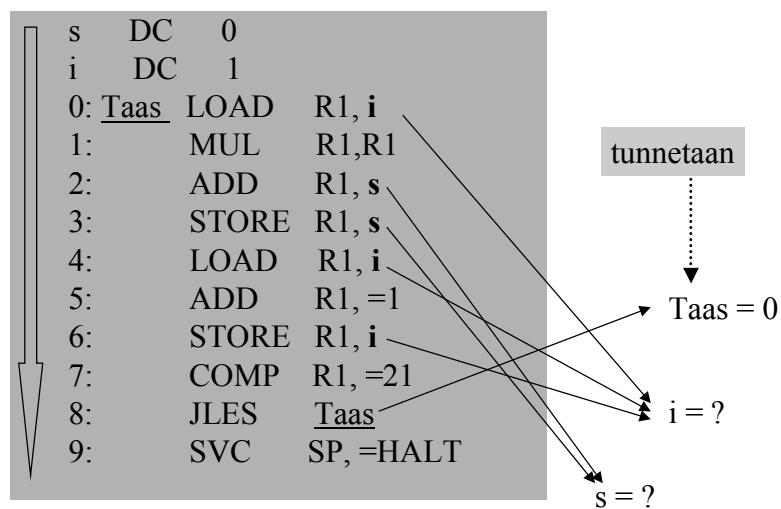 s DC 0
i DC 1
0: Taas LOAD R1, i
1: MUL R1,R1
2: ADD R1, s
3: STORE R1, s
4: LOAD R1, i
5: ADD R1, =1
6: STORE R1, i
7: COMP R1, =21
8: JLES Taas
9: SVC SP, =HALT
tunnetaan
Taas = 0
i = ?
s = ?